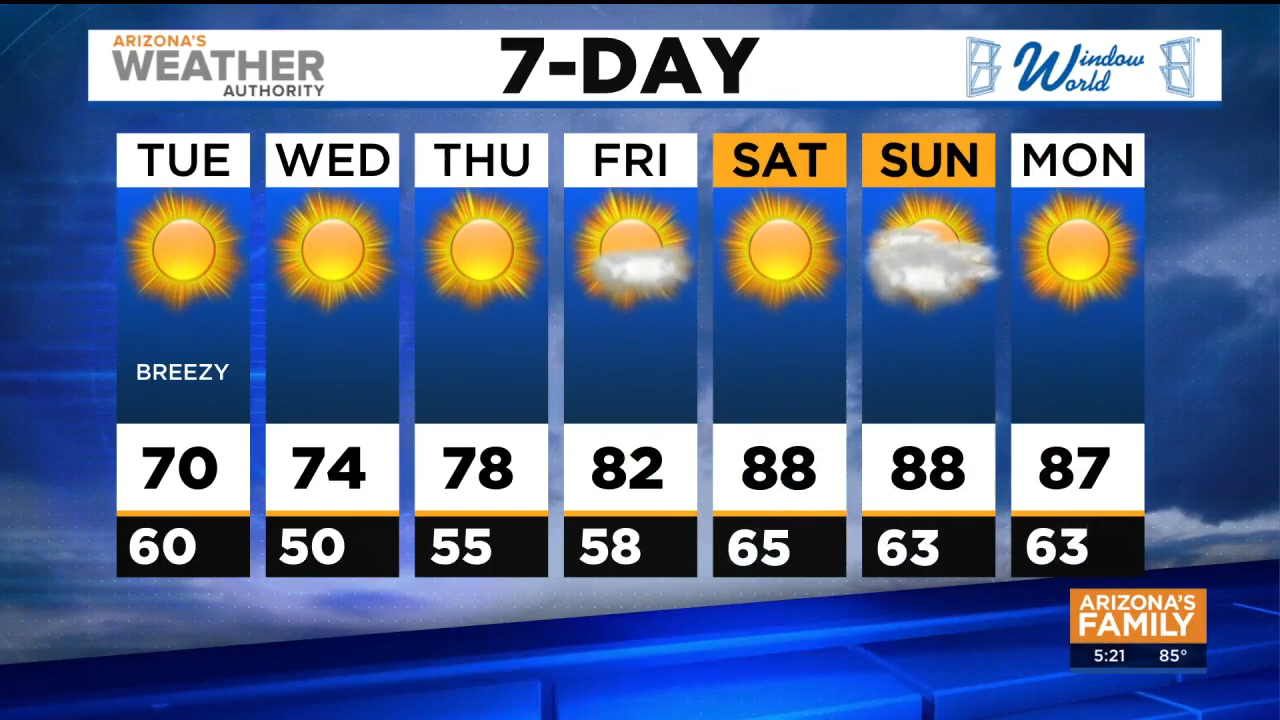 ARIZONA'S
WEATHER
AUTHORITY
7-DAY
Window
World
TUE WED THU FRI SAT SUN MON
BREEZY
70 74 78 82 88 88 87
60 50 55 58 65 63 63
ARIZONA'S
FAMILY
5:21 85°